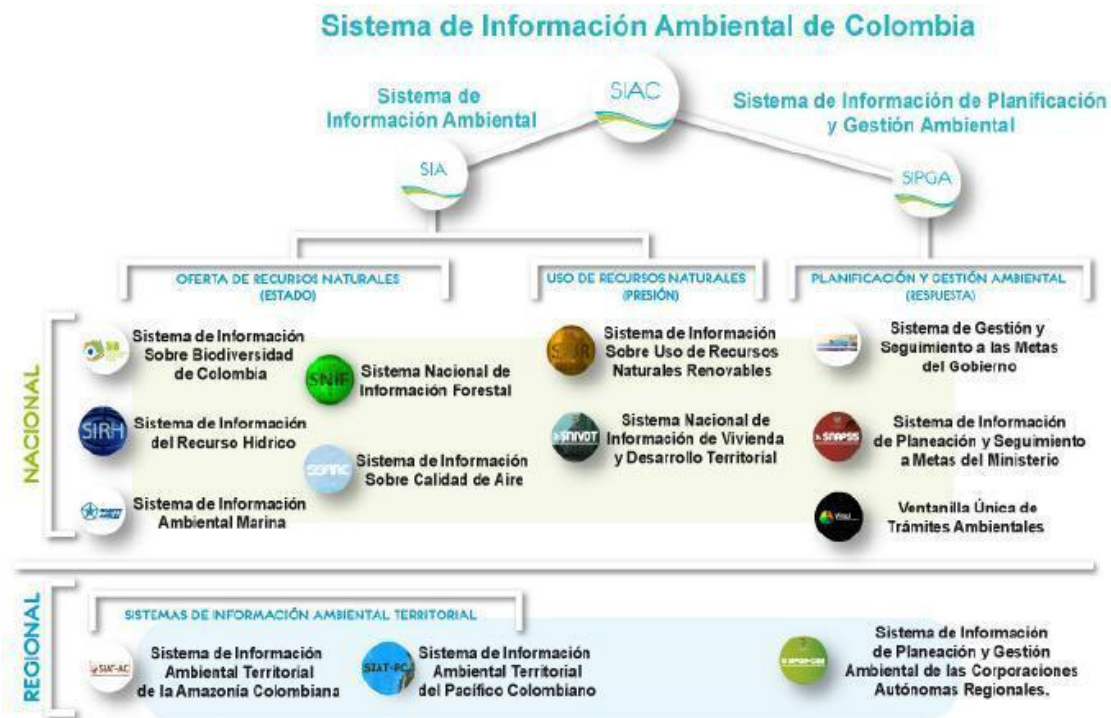 Sistema de Información Ambiental de Colombia
SIAC
Sistema de
Información Ambiental
Sistema de Información de Planificación
y Gestión Ambiental
SIA
SIPGA
OFERTA DE RECURSOS NATURALES
(ESTADO)
USO DE RECURSOS NATURALES
(PRESIÓN)
PLANIFICACIÓN Y GESTIÓN AMBIENTAL
(RESPUESTA)
NACIONAL
Sistema de Información
Sobre Biodiversidad
de Colombia
SNIF
Sistema Nacional de
Información Forestal
SIRH
Sistema de Información
del Recurso Hídrico
Sistema de Información
Sobre Calidad de Aire
Sistema de Información
Ambiental Marina
Sistema de Información
Sobre Uso de Recursos
Naturales Renovables
SNIVDT
Sistema Nacional de
Información de Vivienda
y Desarrollo Territorial
Sistema de Gestión y
Seguimiento a las Metas
del Gobierno
Sistema de Información
de Planeación y Seguimiento
a Metas del Ministerio
Ventanilla Única de
Trámites Ambientales
REGIONAL
SISTEMAS DE INFORMACIÓN AMBIENTAL TERRITORIAL
SIAT-AC
Sistema de Información
Ambiental Territorial
de la Amazonía Colombiana
SIAT-PC
Sistema de Información
Ambiental Territorial
del Pacífico Colombiano
Sistema de Información
de Planeación y Gestión
Ambiental de las Corporaciones
Autónomas Regionales.